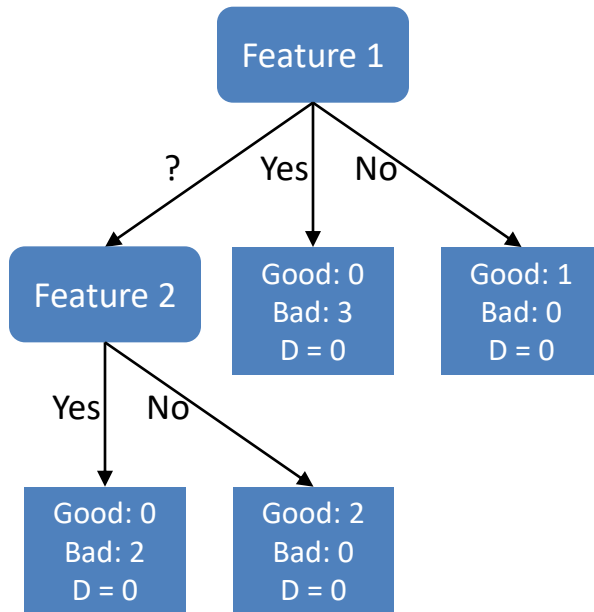 Feature 1
?
Yes
No
Feature 2
Good: 0
Bad: 3
D = 0
Good: 1
Bad: 0
D = 0
Yes
No
Good: 0
Bad: 2
D = 0
Good: 2
Bad: 0
D = 0